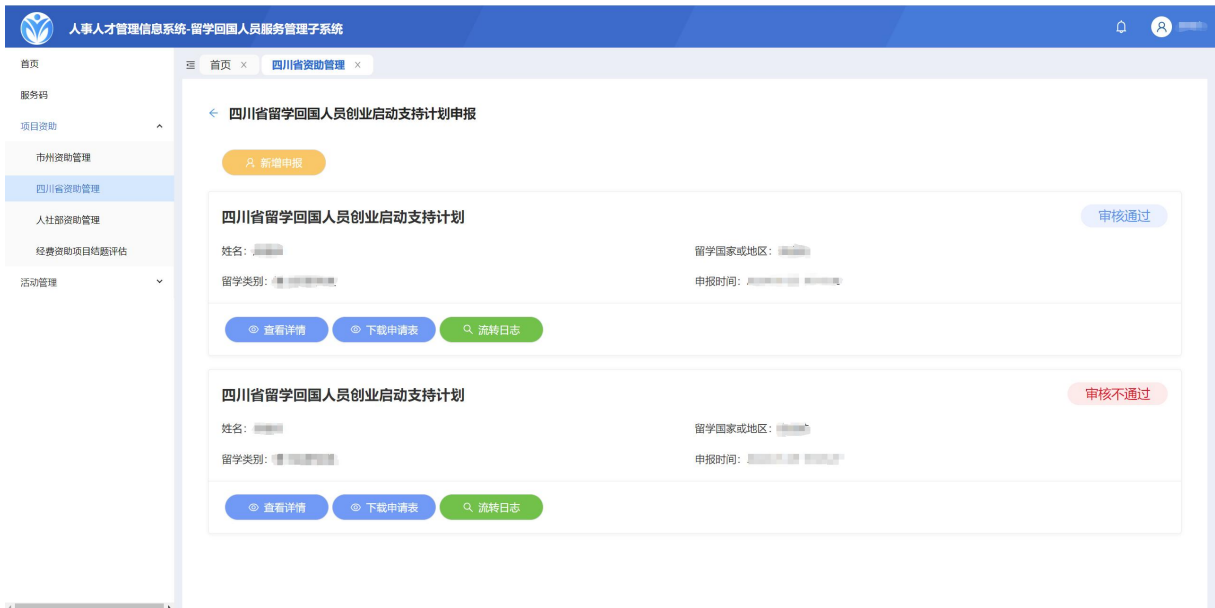 人事人才管理信息系统-留学回国人员服务管理子系统
首页
服务码
项目资助
市州资助管理
四川省资助管理
人社部资助管理
经费资助项目结题评估
活动管理
首页 ×
四川省资助管理 ×
← 四川省留学回国人员创业启动支持计划申报
新增申报
四川省留学回国人员创业启动支持计划
审核通过
姓名：
留学国家或地区：
留学类别：
申报时间：
查看详情
下载申请表
流转日志
四川省留学回国人员创业启动支持计划
审核不通过
姓名：
留学国家或地区：
留学类别：
申报时间：
查看详情
下载申请表
流转日志